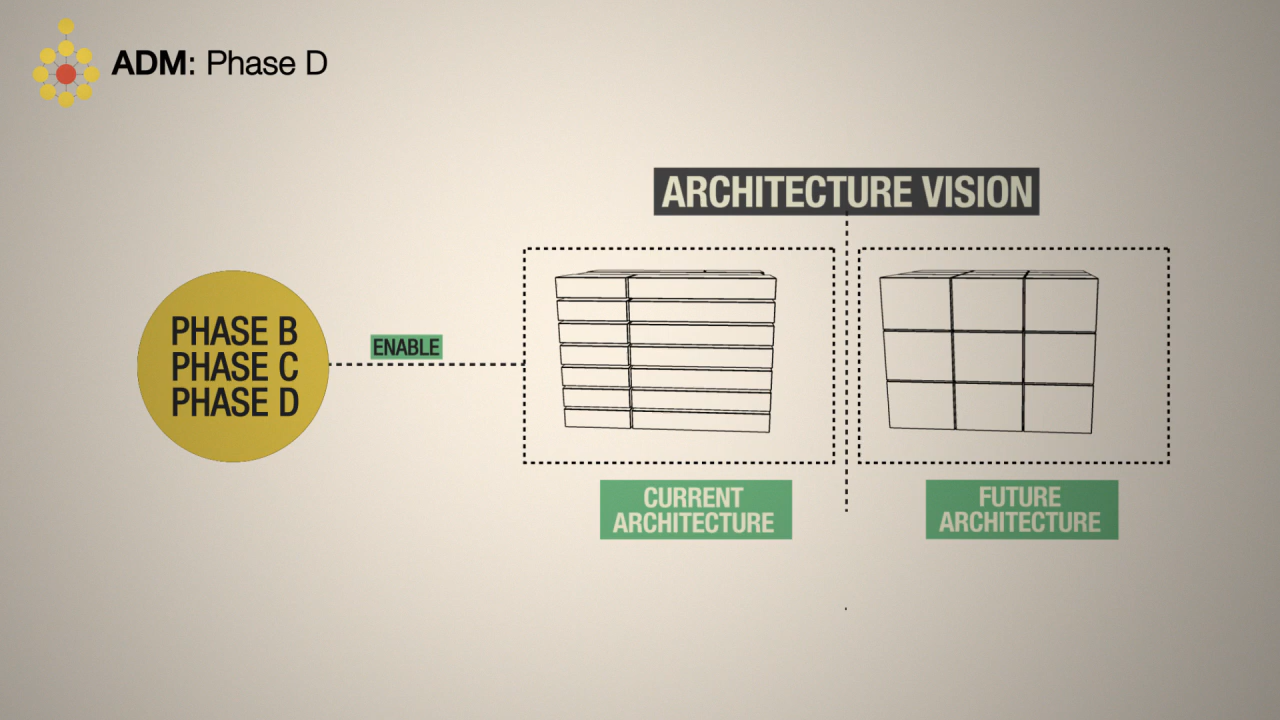 ADM: Phase D
ARCHITECTURE VISION
PHASE B
PHASE C
PHASE D
ENABLE
CURRENT
ARCHITECTURE
FUTURE
ARCHITECTURE